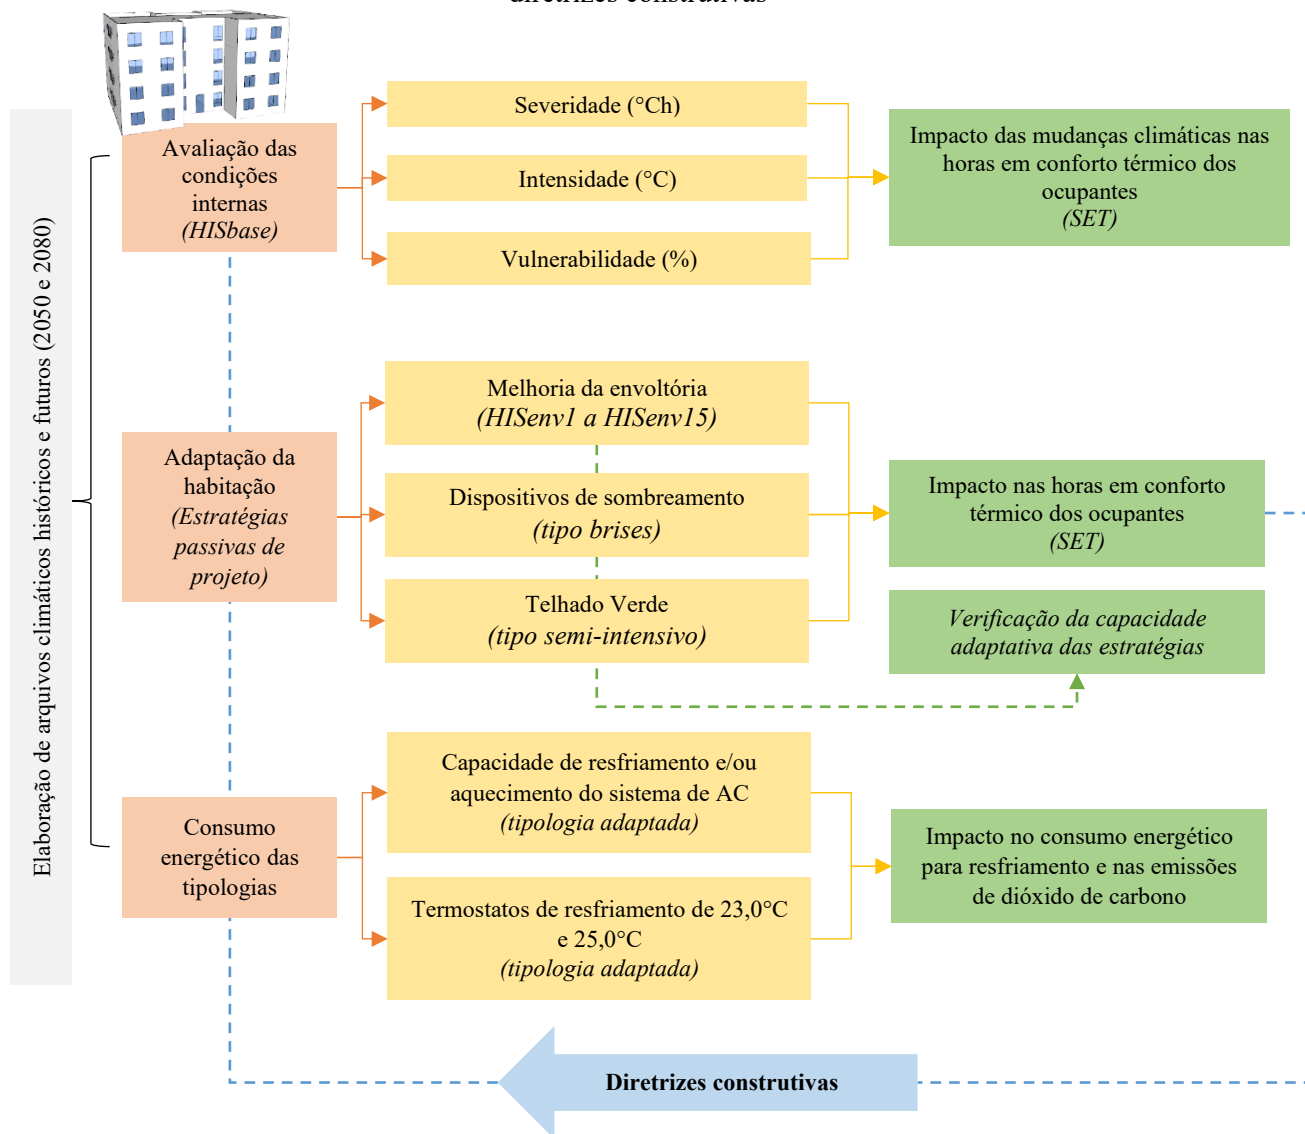 diretrizes construtivas
Elaboração de arquivos climáticos históricos e futuros (2050 e 2080)
Avaliação das
condições
internas
(HISbase)
Severidade (°Ch)
Intensidade (°C)
Vulnerabilidade (%)
Impacto das mudanças climáticas nas
horas em conforto térmico dos
ocupantes
(SET)
Adaptação da
habitação
(Estratégias
passivas de
projeto)
Melhoria da envoltória
(HISenv1 a HISenv15)
Dispositivos de sombreamento
(tipo brises)
Telhado Verde
(tipo semi-intensivo)
Impacto nas horas em conforto
térmico dos ocupantes
(SET)
Verificação da capacidade
adaptativa das estratégias
Consumo
energético das
tipologias
Capacidade de resfriamento e/ou
aquecimento do sistema de AC
(tipologia adaptada)
Termostatos de resfriamento de 23,0°C
e 25,0°C
(tipologia adaptada)
Impacto no consumo energético
para resfriamento e nas emissões
de dióxido de carbono
Diretrizes construtivas